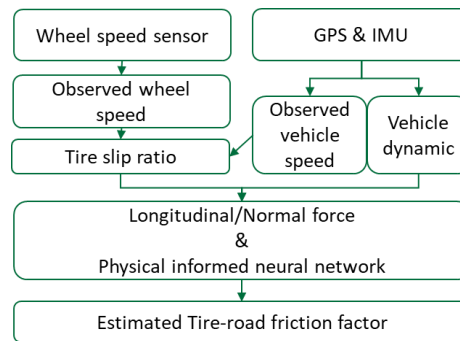 Wheel speed sensor
GPS & IMU
Observed wheel
speed
Observed
vehicle
speed
Vehicle
dynamic
Tire slip ratio
Longitudinal/Normal force
&
Physical informed neural network
Estimated Tire-road friction factor